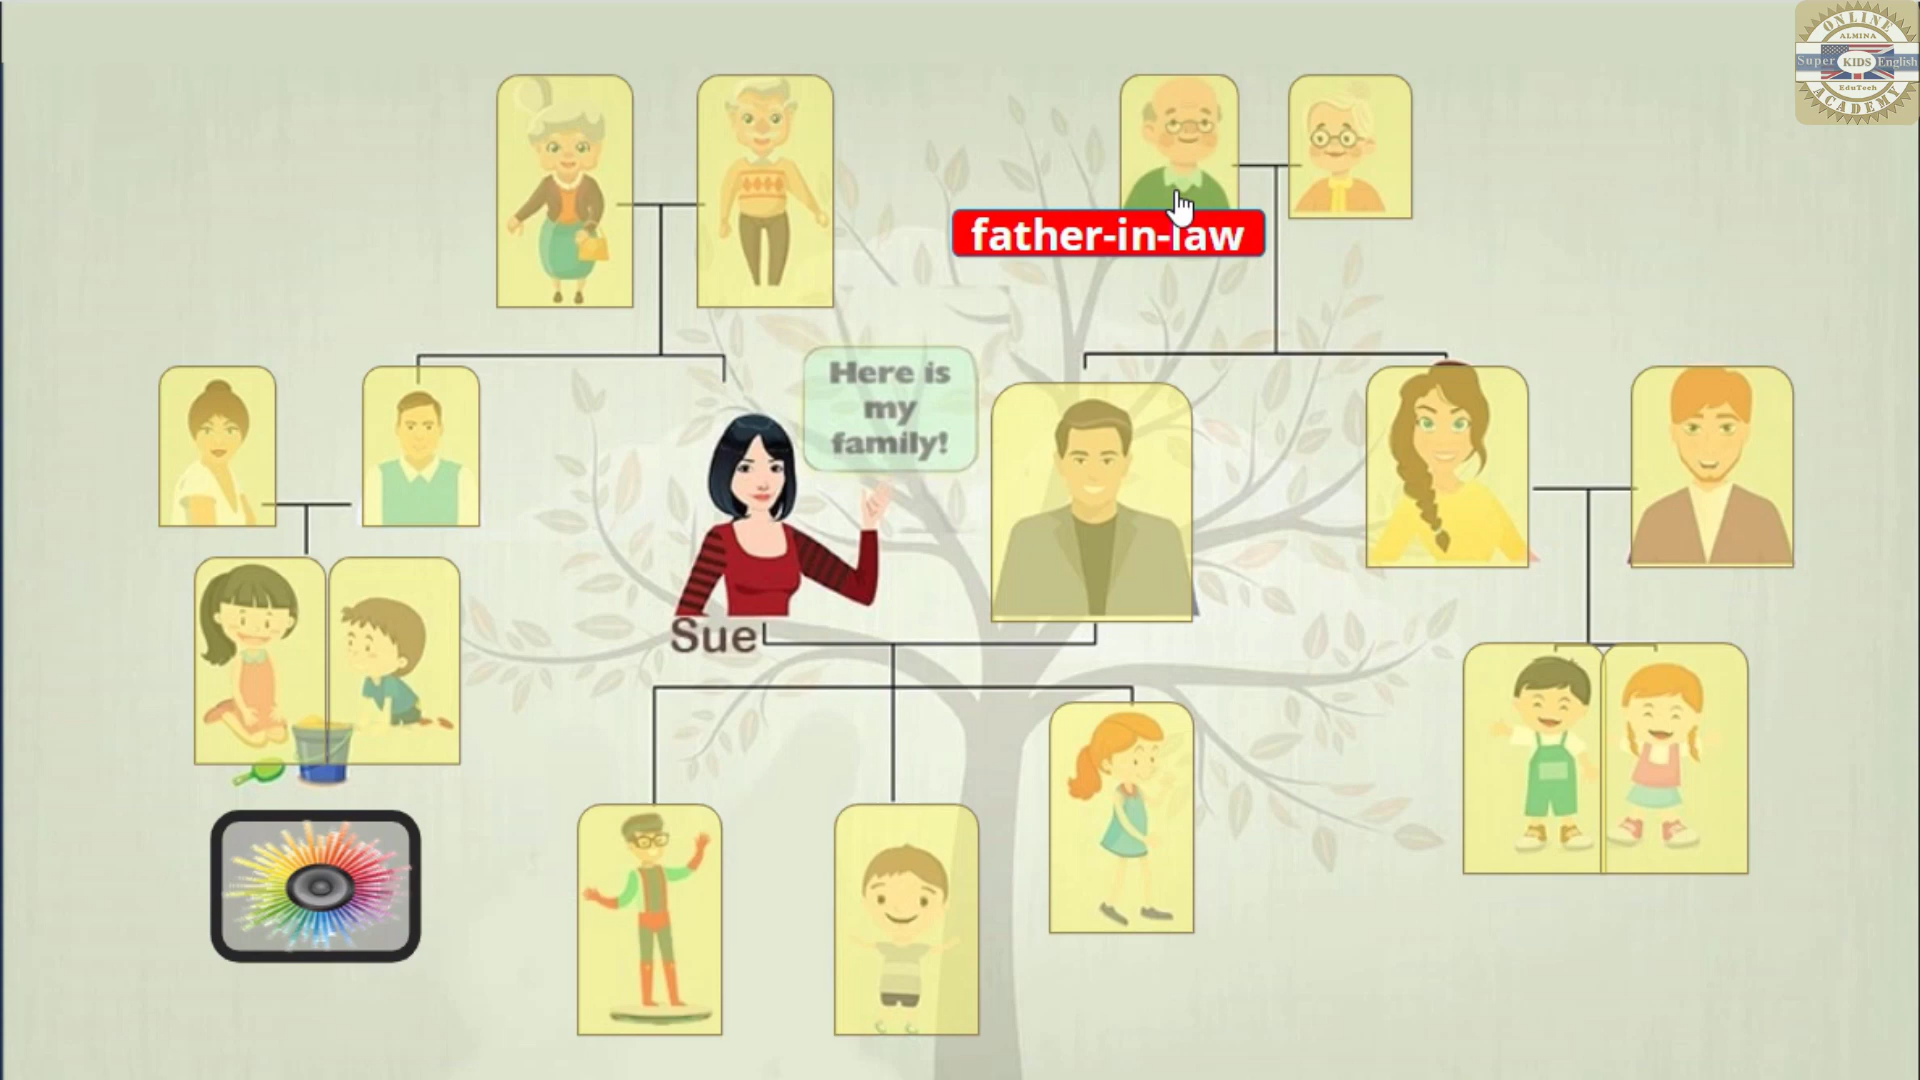 ONLINE
ALMINA
Super KIDS English
EduTech
ACADEMY
father-in-law
Here is
my
family!
Sue